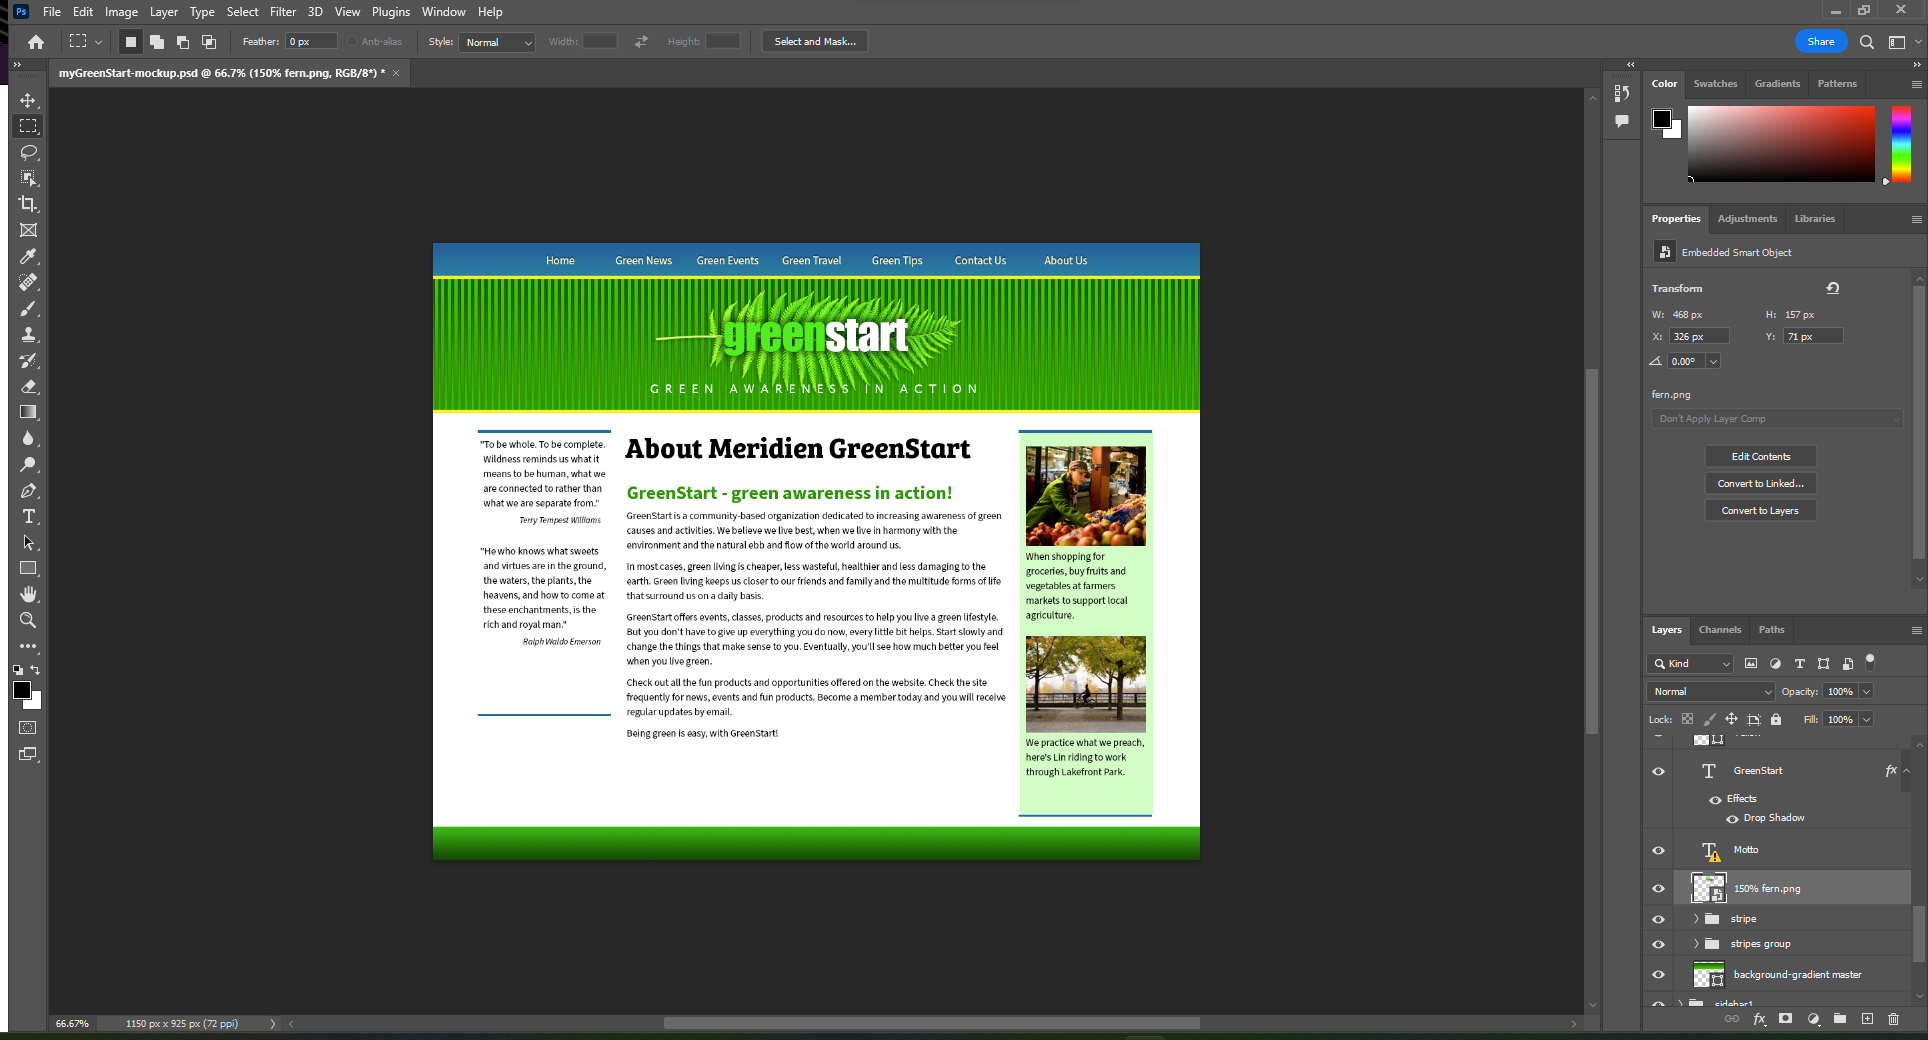 Ps File Edit Image Layer Type Select Filter 3D View Plugins Window Help
Feather: 0 px Anti-alias Style: Normal Width: Height: Select and Mask... Share
myGreenStart-mockup.psd @ 66.7% (150% fern.png, RGB/8*) * ×
Home Green News Green Events Green Travel Green Tips Contact Us About Us
greenstart
GREEN AWARENESS IN ACTION
"To be whole. To be complete.
Wildness reminds us what it
means to be human, what we
are connected to rather than
what we are separate from."
Terry Tempest Williams
"He who knows what sweets
and virtues are in the ground,
the waters, the plants, the
heavens, and how to come at
these enchantments, is the
rich and royal man."
Ralph Waldo Emerson
About Meridien GreenStart
GreenStart - green awareness in action!
GreenStart is a community-based organization dedicated to increasing awareness of green
causes and activities. We believe we live best, when we live in harmony with the
environment and the natural ebb and flow of the world around us.
In most cases, green living is cheaper, less wasteful, healthier and less damaging to the
earth. Green living keeps us closer to our friends and family and the multitude forms of life
that surround us on a daily basis.
GreenStart offers events, classes, products and resources to help you live a green lifestyle.
But you don't have to give up everything you do now, every little bit helps. Start slowly and
change the things that make sense to you. Eventually, you'll see how much better you feel
when you live green.
Check out all the fun products and opportunities offered on the website. Check the site
frequently for news, events and fun products. Become a member today and you will receive
regular updates by email.
Being green is easy, with GreenStart!
When shopping for
groceries, buy fruits and
vegetables at farmers
markets to support local
agriculture.
We practice what we preach,
here's Lin riding to work
through Lakefront Park.
66.67% 1150 px x 925 px (72 ppi)
Color Swatches Gradients Patterns
Properties Adjustments Libraries
Embedded Smart Object
Transform
W: 468 px H: 157 px
X: 326 px Y: 71 px
0.00°
fern.png
Don't Apply Layer Comp
Edit Contents
Convert to Linked...
Convert to Layers
Layers Channels Paths
Kind
Normal Opacity: 100%
Lock: Fill: 100%
GreenStart fx
Effects
Drop Shadow
Motto
150% fern.png
stripe
stripes group
background-gradient master
sidebar1
fx